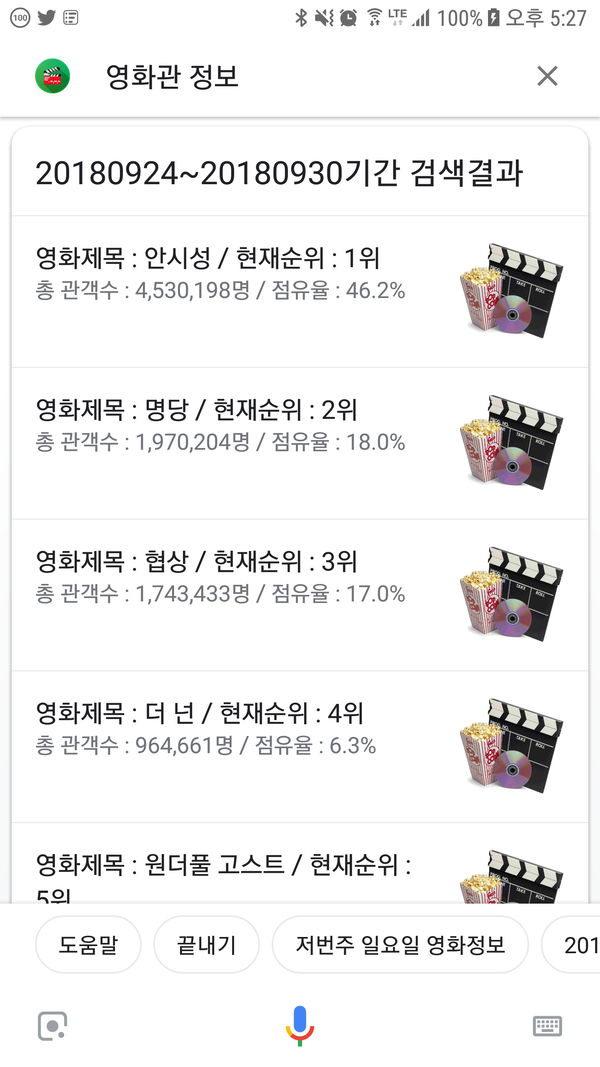 100
LTE
100%
오후 5:27
영화관 정보
20180924~20180930기간 검색결과
영화제목 : 안시성 / 현재순위 : 1위
총 관객수 : 4,530,198명 / 점유율 : 46.2%
영화제목 : 명당 / 현재순위 : 2위
총 관객수 : 1,970,204명 / 점유율 : 18.0%
영화제목 : 협상 / 현재순위 : 3위
총 관객수 : 1,743,433명 / 점유율 : 17.0%
영화제목 : 더 넌 / 현재순위 : 4위
총 관객수 : 964,661명 / 점유율 : 6.3%
영화제목 : 원더풀 고스트 / 현재순위 :
5위
도움말
끝내기
저번주 일요일 영화정보
201